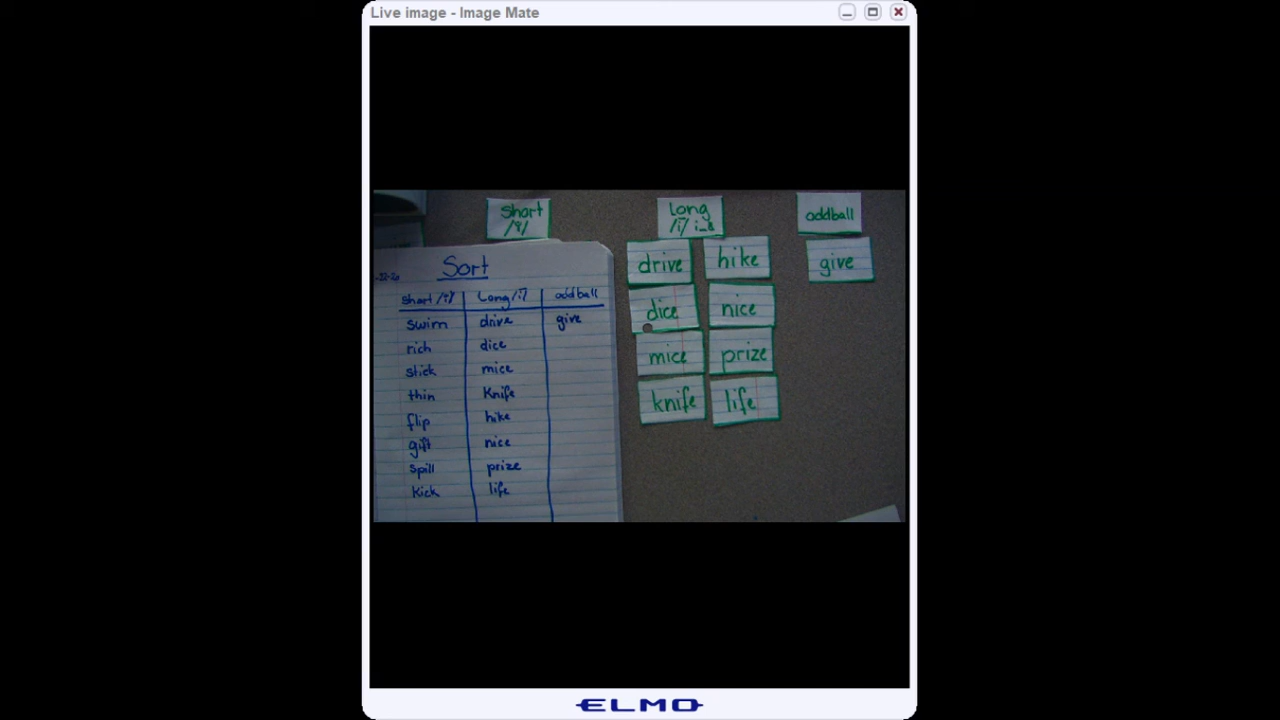 Live image - Image Mate
short
/ĭ/
long
/ī/ i_e
oddball
drive hike
give
dice nice
mice prize
knife life
Sort
short /ĭ/ Long /ī/ oddball
swim drive give
rich dice
stick mice
thin Knife
flip hike
gift nice
spill prize
kick life
ELMO